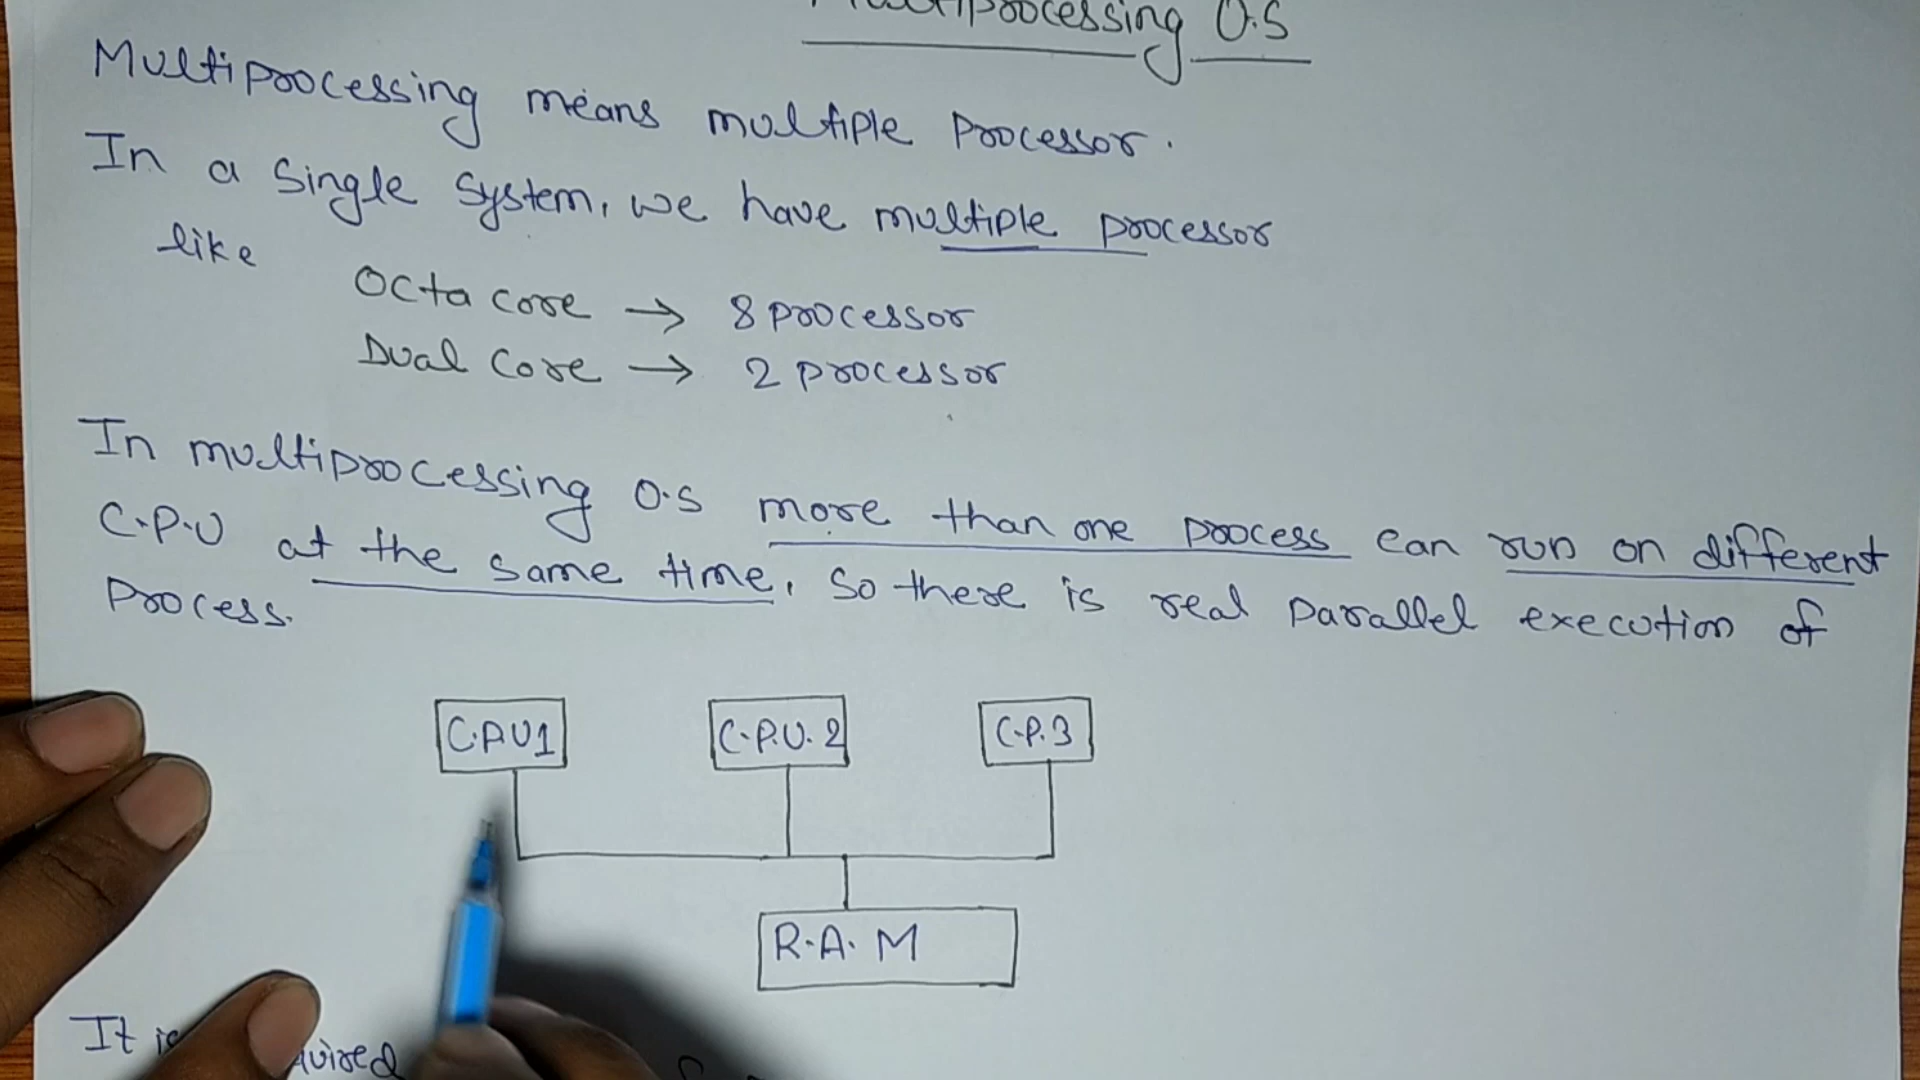 Multiprocessing O.S
Multiprocessing means multiple processor.
In a single system, we have multiple processor
like
Octa core → 8 processor
Dual core → 2 processor
In multiprocessing O.S more than one process can run on different
C.P.U at the same time. So there is real parallel execution of
process.
C.P.U1 C.P.U.2 C.P.3
R.A.M
It is